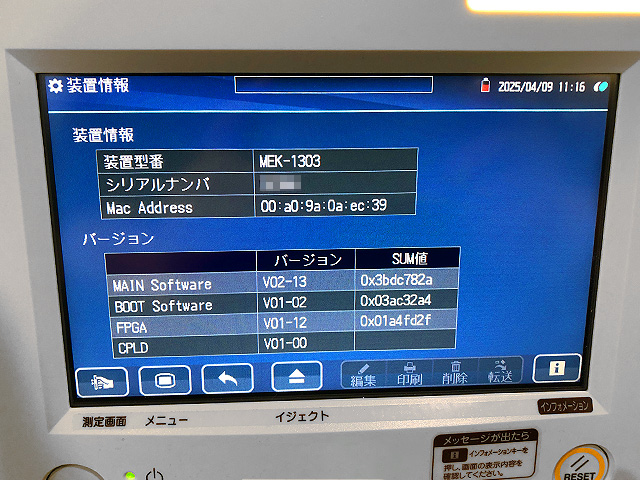 装置情報
2025/04/09 11:16
装置情報
装置型番 MEK-1303
シリアルナンバ
Mac Address 00:a0:9a:0a:ec:39
バージョン
バージョン SUM値
MAIN Software V02-13 0x3bdc782a
BOOT Software V01-02 0x03ac32a4
FPGA V01-12 0x01a4fd2f
CPLD V01-00
編集 印刷 削除 転送
測定画面 メニュー イジェクト インフォメーション
メッセージが出たら
i インフォメーションキーを
押し、画面の表示内容を
確認してください。
RESET